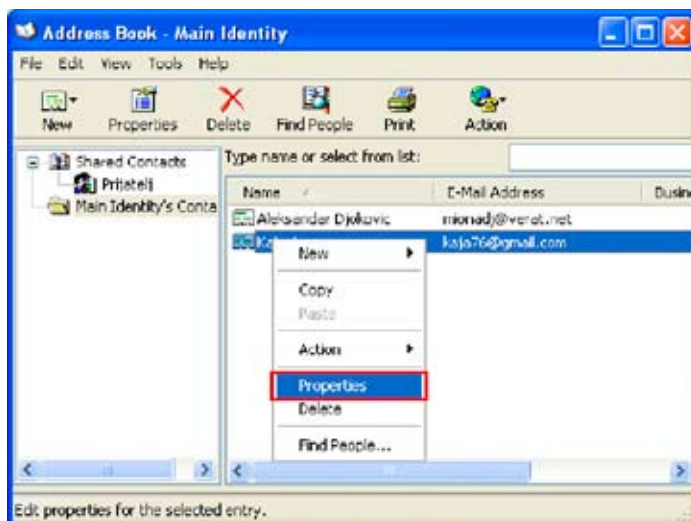 Address Book - Main Identity
File Edit View Tools Help
New Properties Delete Find People Print Action
Shared Contacts
Prijatelj
Main Identity's Conta
Type name or select from list:
Name E-Mail Address Busin
Aleksandar Djokovic mionadj@verat.net
kaja76@gmail.com
New
Copy
Paste
Action
Properties
Delete
Find People...
Edit properties for the selected entry.